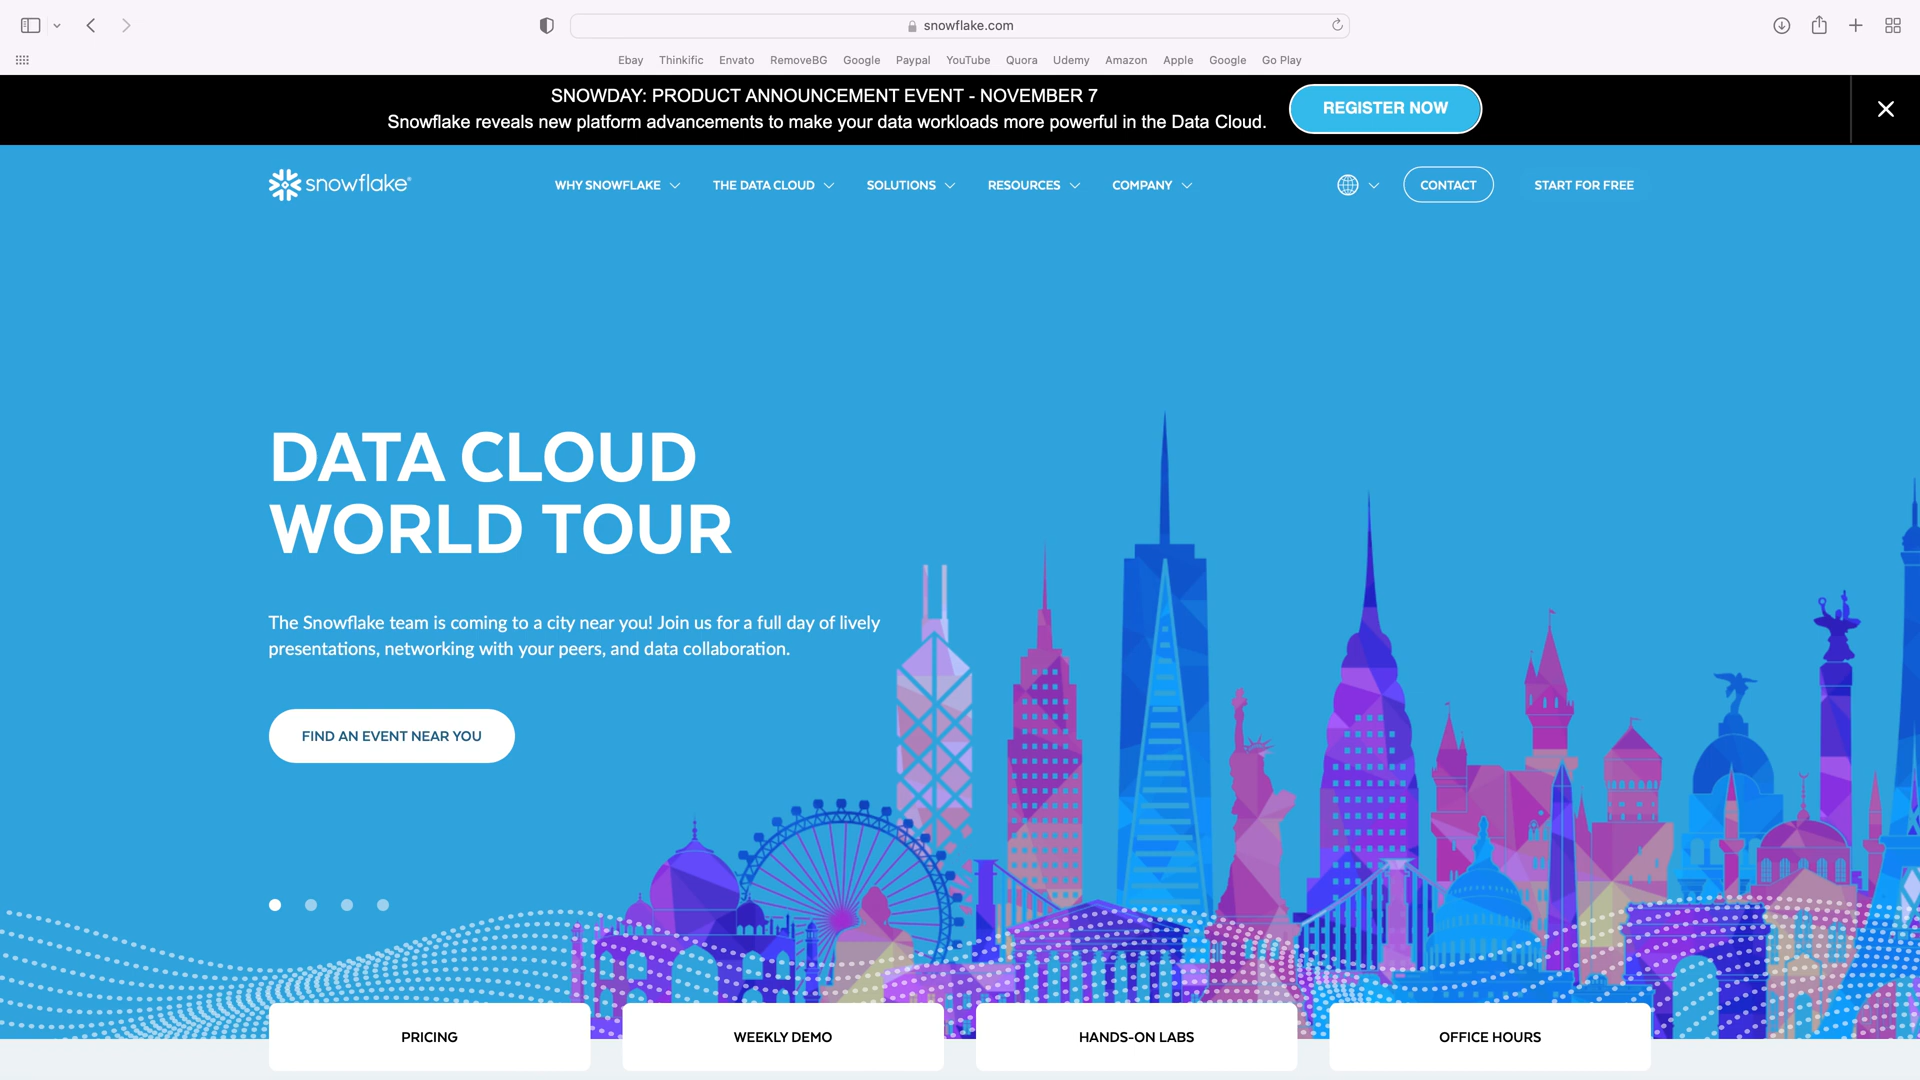 snowflake.com
Ebay Thinkific Envato RemoveBG Google Paypal YouTube Quora Udemy Amazon Apple Google Go Play
SNOWDAY: PRODUCT ANNOUNCEMENT EVENT - NOVEMBER 7
Snowflake reveals new platform advancements to make your data workloads more powerful in the Data Cloud.
REGISTER NOW
snowflake®
WHY SNOWFLAKE THE DATA CLOUD SOLUTIONS RESOURCES COMPANY
CONTACT
START FOR FREE
DATA CLOUD
WORLD TOUR
The Snowflake team is coming to a city near you! Join us for a full day of lively
presentations, networking with your peers, and data collaboration.
FIND AN EVENT NEAR YOU
PRICING
WEEKLY DEMO
HANDS-ON LABS
OFFICE HOURS